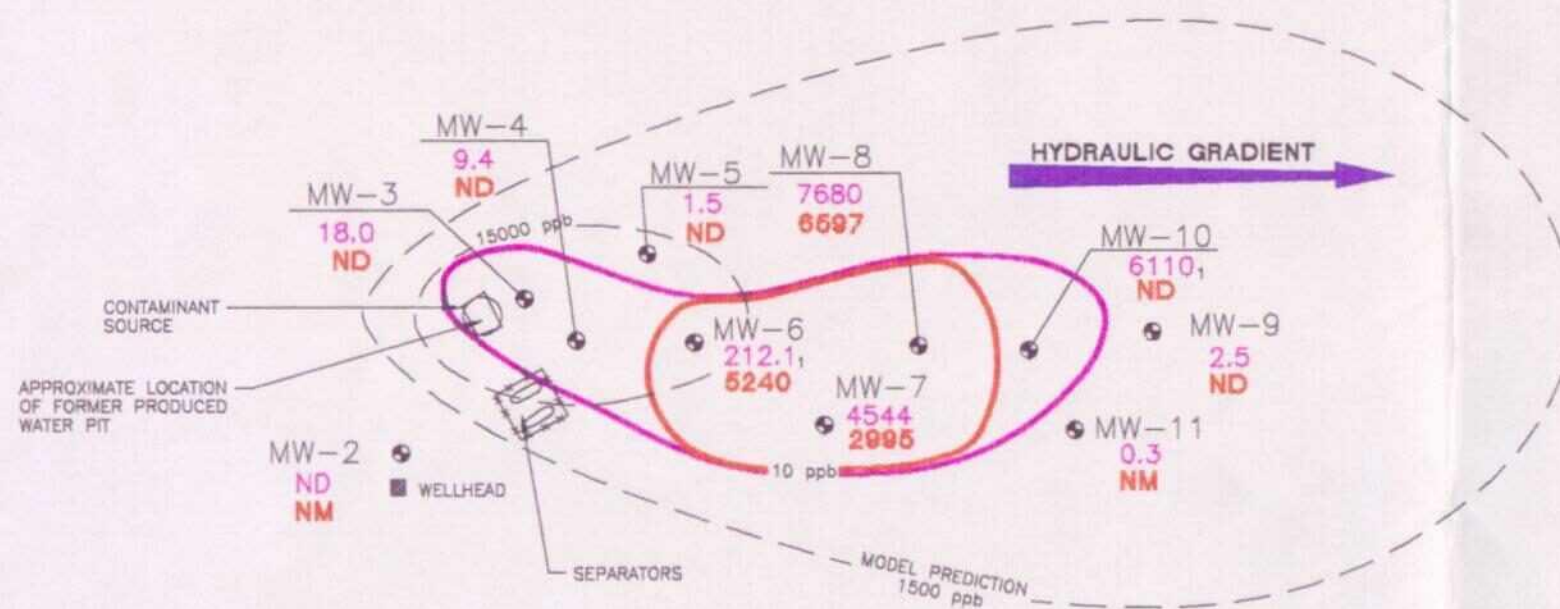 MW-4
9.4
ND
MW-3
18.0
ND
15000 ppb
MW-5
1.5
ND
MW-8
7680
6597
HYDRAULIC GRADIENT
MW-10
6110,
ND
MW-9
2.5
ND
CONTAMINANT
SOURCE
MW-6
212.1,
5240
APPROXIMATE LOCATION
OF FORMER PRODUCED
WATER PIT
MW-7
4544
2995
MW-11
0.3
NM
10 ppb
MW-2
ND
NM
WELLHEAD
SEPARATORS
MODEL PREDICTION
1500 ppb